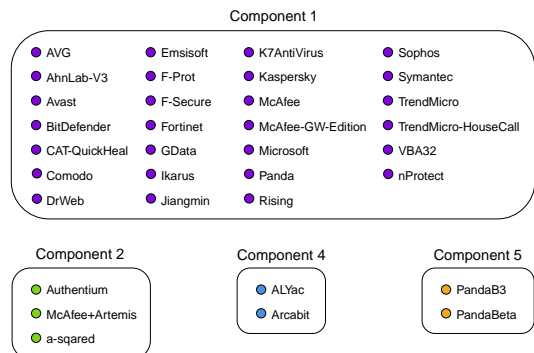 Component 1
AVG
AhnLab-V3
Avast
BitDefender
CAT-QuickHeal
Comodo
DrWeb
Emsisoft
F-Prot
F-Secure
Fortinet
GData
Ikarus
Jiangmin
K7AntiVirus
Kaspersky
McAfee
McAfee-GW-Edition
Microsoft
Panda
Rising
Sophos
Symantec
TrendMicro
TrendMicro-HouseCall
VBA32
nProtect
Component 2
Authentium
McAfee+Artemis
a-sqared
Component 4
ALYac
Arcabit
Component 5
PandaB3
PandaBeta